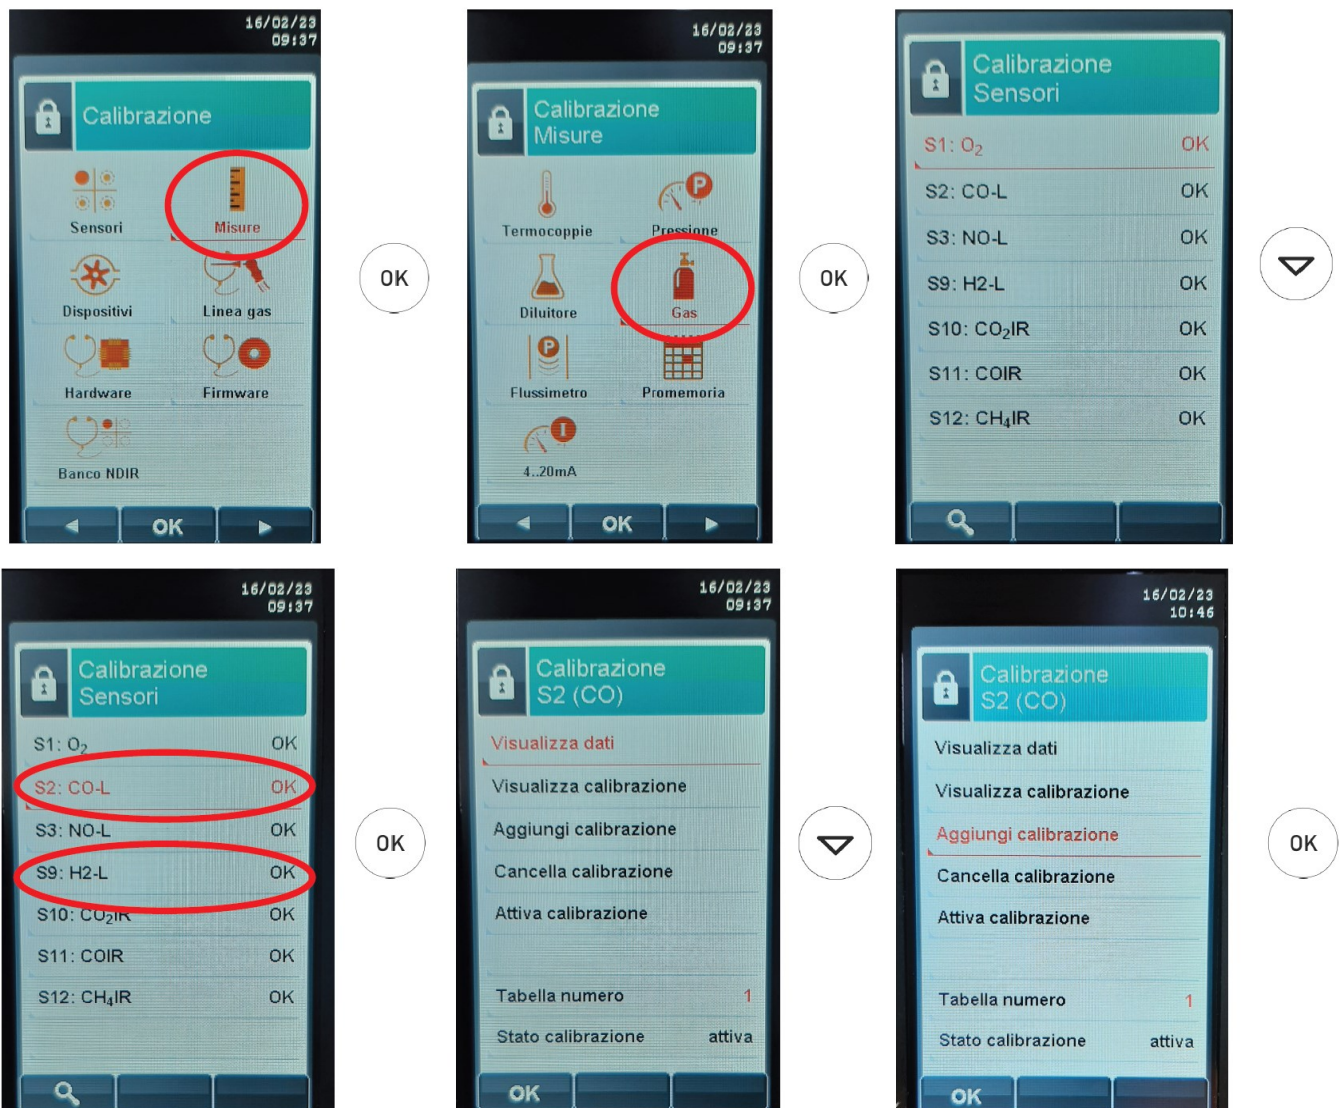 16/02/23
09:37
Calibrazione
Sensori
Misure
Dispositivi
Linea gas
Hardware
Firmware
Banco NDIR
OK
OK
16/02/23
09:37
Calibrazione
Misure
Termocoppie
Pressione
Diluitore
Gas
Flussimetro
Promemoria
4..20mA
OK
OK
Calibrazione
Sensori
S1: O₂ OK
S2: CO-L OK
S3: NO-L OK
S9: H2-L OK
S10: CO₂IR OK
S11: COIR OK
S12: CH₄IR OK
16/02/23
09:37
Calibrazione
Sensori
S1: O₂ OK
S2: CO-L OK
S3: NO-L OK
S9: H2-L OK
S10: CO₂IR OK
S11: COIR OK
S12: CH₄IR OK
OK
16/02/23
09:37
Calibrazione
S2 (CO)
Visualizza dati
Visualizza calibrazione
Aggiungi calibrazione
Cancella calibrazione
Attiva calibrazione
Tabella numero 1
Stato calibrazione attiva
OK
16/02/23
10:46
Calibrazione
S2 (CO)
Visualizza dati
Visualizza calibrazione
Aggiungi calibrazione
Cancella calibrazione
Attiva calibrazione
Tabella numero 1
Stato calibrazione attiva
OK
OK